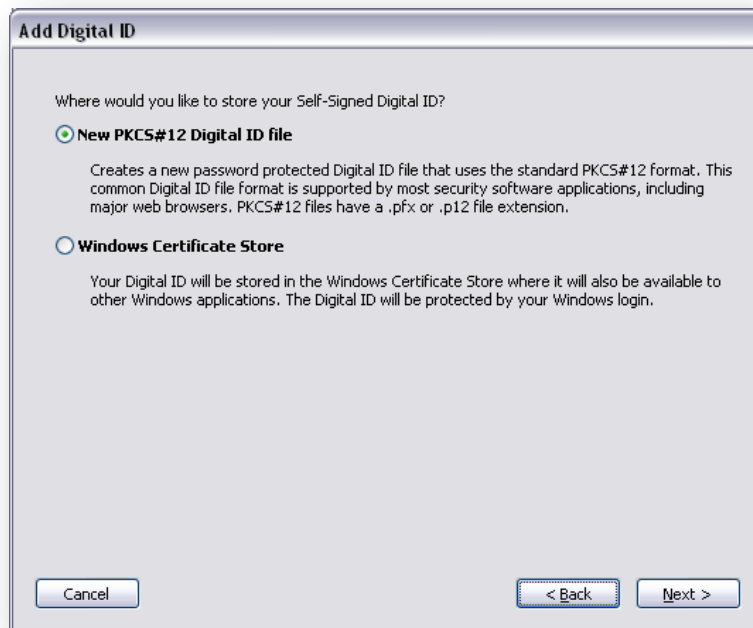 Add Digital ID
Where would you like to store your Self-Signed Digital ID?
New PKCS#12 Digital ID file
Creates a new password protected Digital ID file that uses the standard PKCS#12 format. This
common Digital ID file format is supported by most security software applications, including
major web browsers. PKCS#12 files have a .pfx or .p12 file extension.
Windows Certificate Store
Your Digital ID will be stored in the Windows Certificate Store where it will also be available to
other Windows applications. The Digital ID will be protected by your Windows login.
Cancel < Back Next >